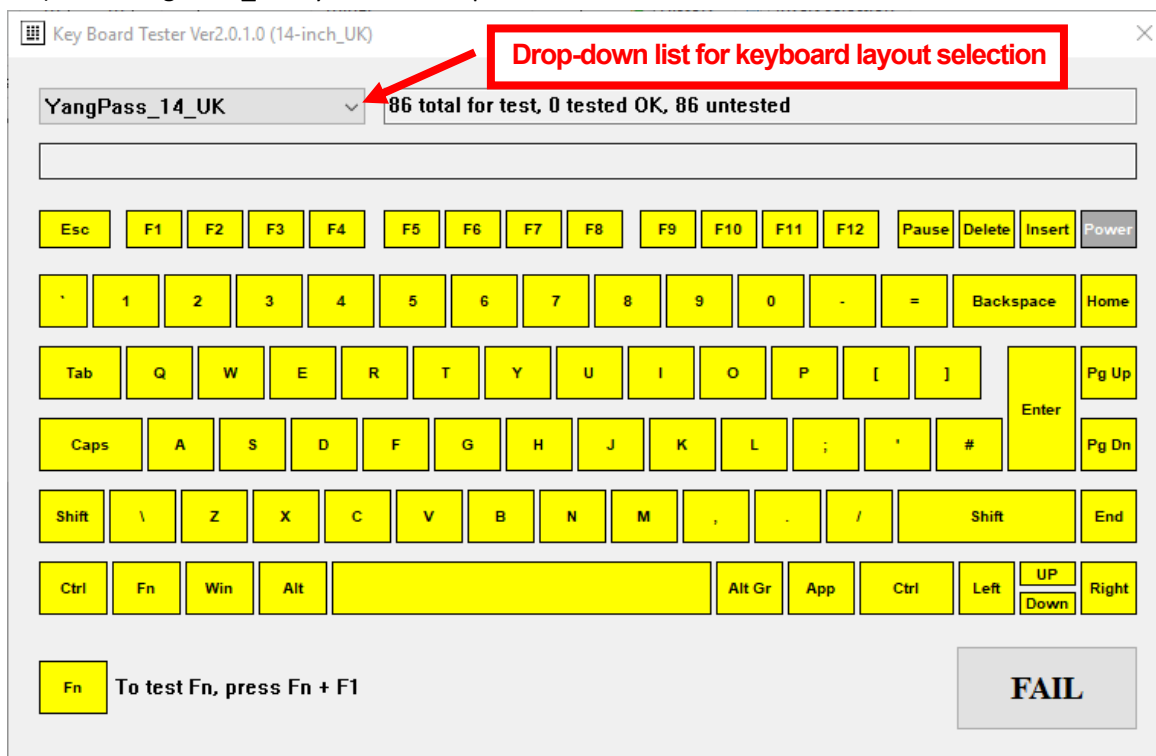 Key Board Tester Ver2.0.1.0 (14-inch_UK)
Drop-down list for keyboard layout selection
YangPass_14_UK
86 total for test, 0 tested OK, 86 untested
Esc F1 F2 F3 F4 F5 F6 F7 F8 F9 F10 F11 F12 Pause Delete Insert Power
` 1 2 3 4 5 6 7 8 9 0 - = Backspace Home
Tab Q W E R T Y U I O P [ ] Enter Pg Up
Caps A S D F G H J K L ; ' # Pg Dn
Shift \ Z X C V B N M , . / Shift End
Ctrl Fn Win Alt Alt Gr App Ctrl Left UP Down Right
Fn To test Fn, press Fn + F1
FAIL